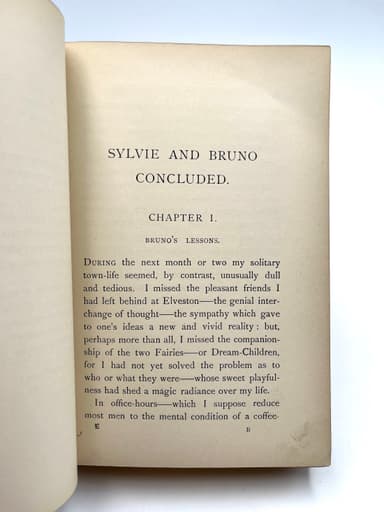 SYLVIE AND BRUNO
CONCLUDED.
CHAPTER I.
BRUNO'S LESSONS.
DURING the next month or two my solitary
town-life seemed, by contrast, unusually dull
and tedious. I missed the pleasant friends I
had left behind at Elveston—the genial inter-
change of thought—the sympathy which gave
to one's ideas a new and vivid reality: but,
perhaps more than all, I missed the companion-
ship of the two Fairies—or Dream-Children,
for I had not yet solved the problem as to
who or what they were—whose sweet playful-
ness had shed a magic radiance over my life.
In office-hours—which I suppose reduce
most men to the mental condition of a coffee-
B